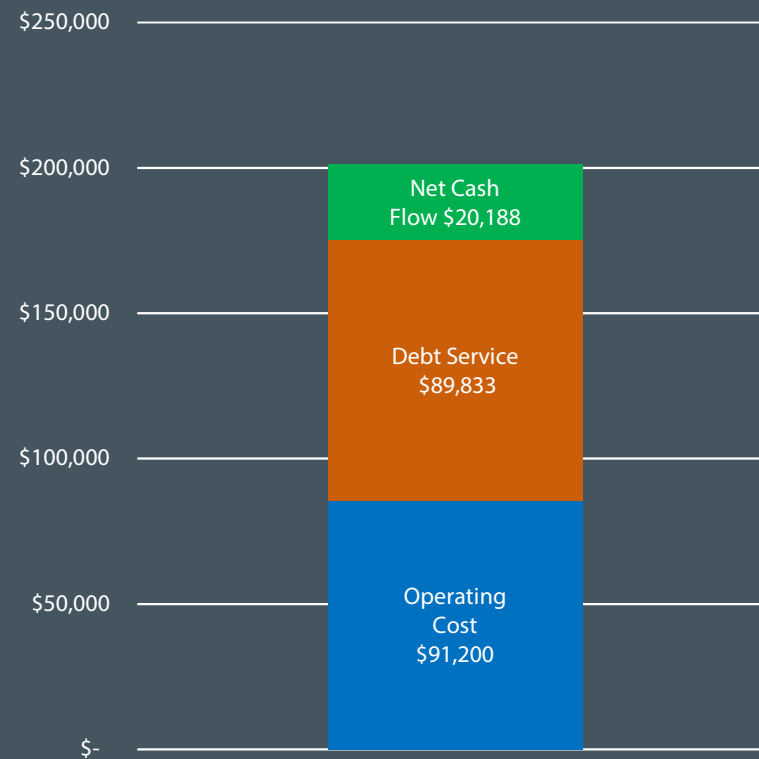 $250,000
$200,000
Net Cash
Flow $20,188
$150,000
Debt Service
$89,833
$100,000
$50,000
Operating
Cost
$91,200
$-